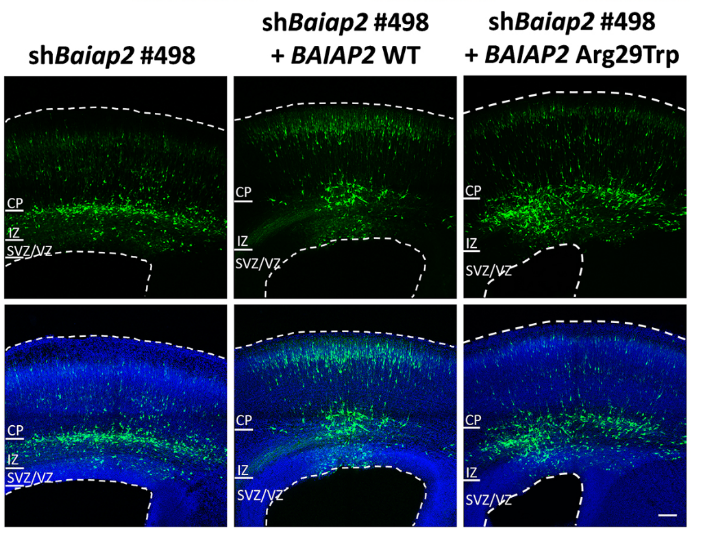 shBaiap2 #498
shBaiap2 #498
+ BAIAP2 WT
shBaiap2 #498
+ BAIAP2 Arg29Trp
CP
IZ
SVZ/VZ
CP
IZ
SVZ/VZ
CP
IZ
SVZ/VZ
CP
IZ
SVZ/VZ
CP
IZ
SVZ/VZ
CP
IZ
SVZ/VZ